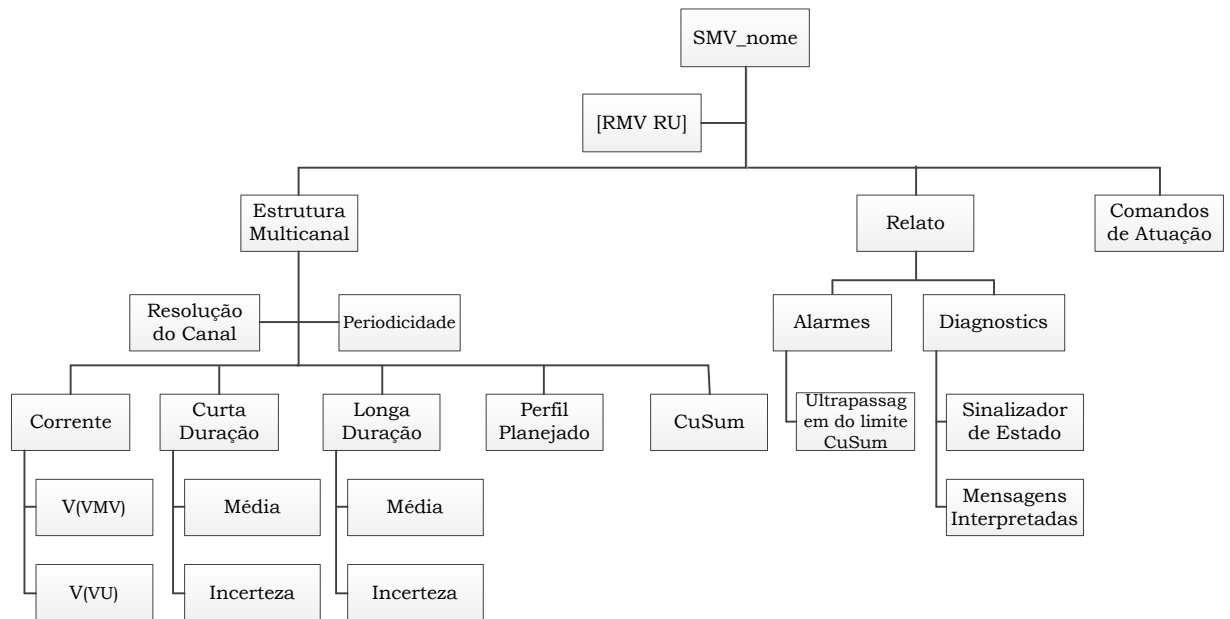 SMV_nome
[RMV RU]
Estrutura
Multicanal
Relato
Comandos
de Atuação
Resolução
do Canal
Periodicidade
Alarmes
Diagnostics
Corrente
Curta
Duração
Longa
Duração
Perfil
Planejado
CuSum
Ultrapassag
em do limite
CuSum
Sinalizador
de Estado
V(VMV)
Média
Média
Mensagens
Interpretadas
V(VU)
Incerteza
Incerteza